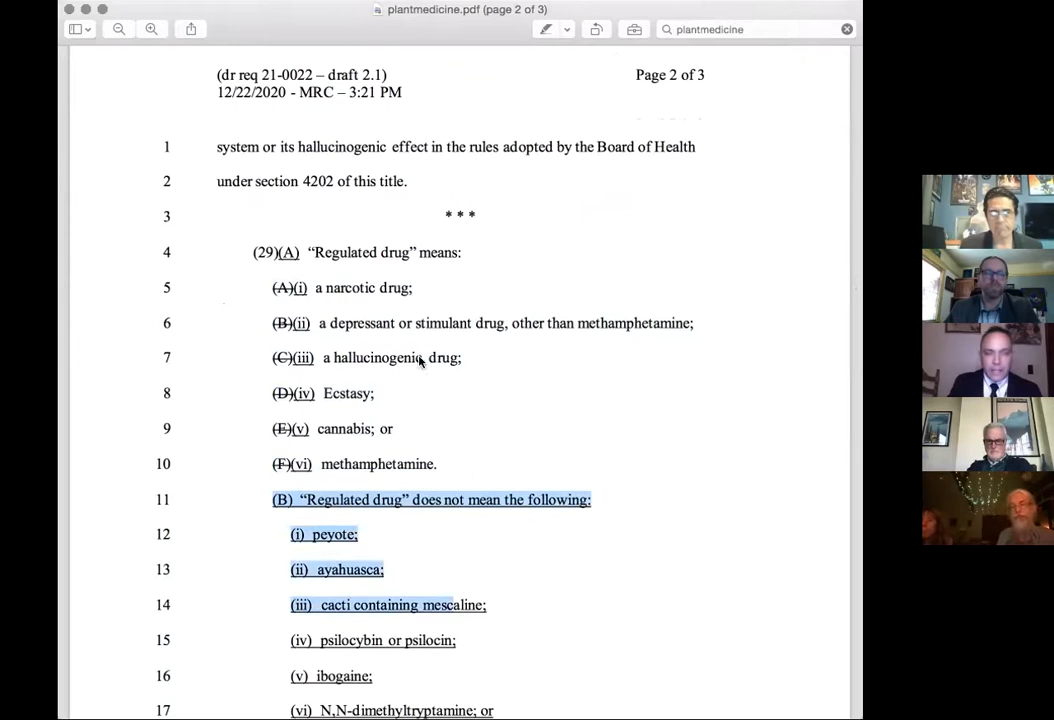 plantmedicine.pdf (page 2 of 3)
plantmedicine
(dr req 21-0022 – draft 2.1) Page 2 of 3
12/22/2020 - MRC – 3:21 PM
1 system or its hallucinogenic effect in the rules adopted by the Board of Health
2 under section 4202 of this title.
3 * * *
4 (29)(A) “Regulated drug” means:
5 (A)(i) a narcotic drug;
6 (B)(ii) a depressant or stimulant drug, other than methamphetamine;
7 (C)(iii) a hallucinogenic drug;
8 (D)(iv) Ecstasy;
9 (E)(v) cannabis; or
10 (F)(vi) methamphetamine.
11 (B) “Regulated drug” does not mean the following:
12 (i) peyote;
13 (ii) ayahuasca;
14 (iii) cacti containing mescaline;
15 (iv) psilocybin or psilocin;
16 (v) ibogaine;
17 (vi) N,N-dimethyltryptamine; or